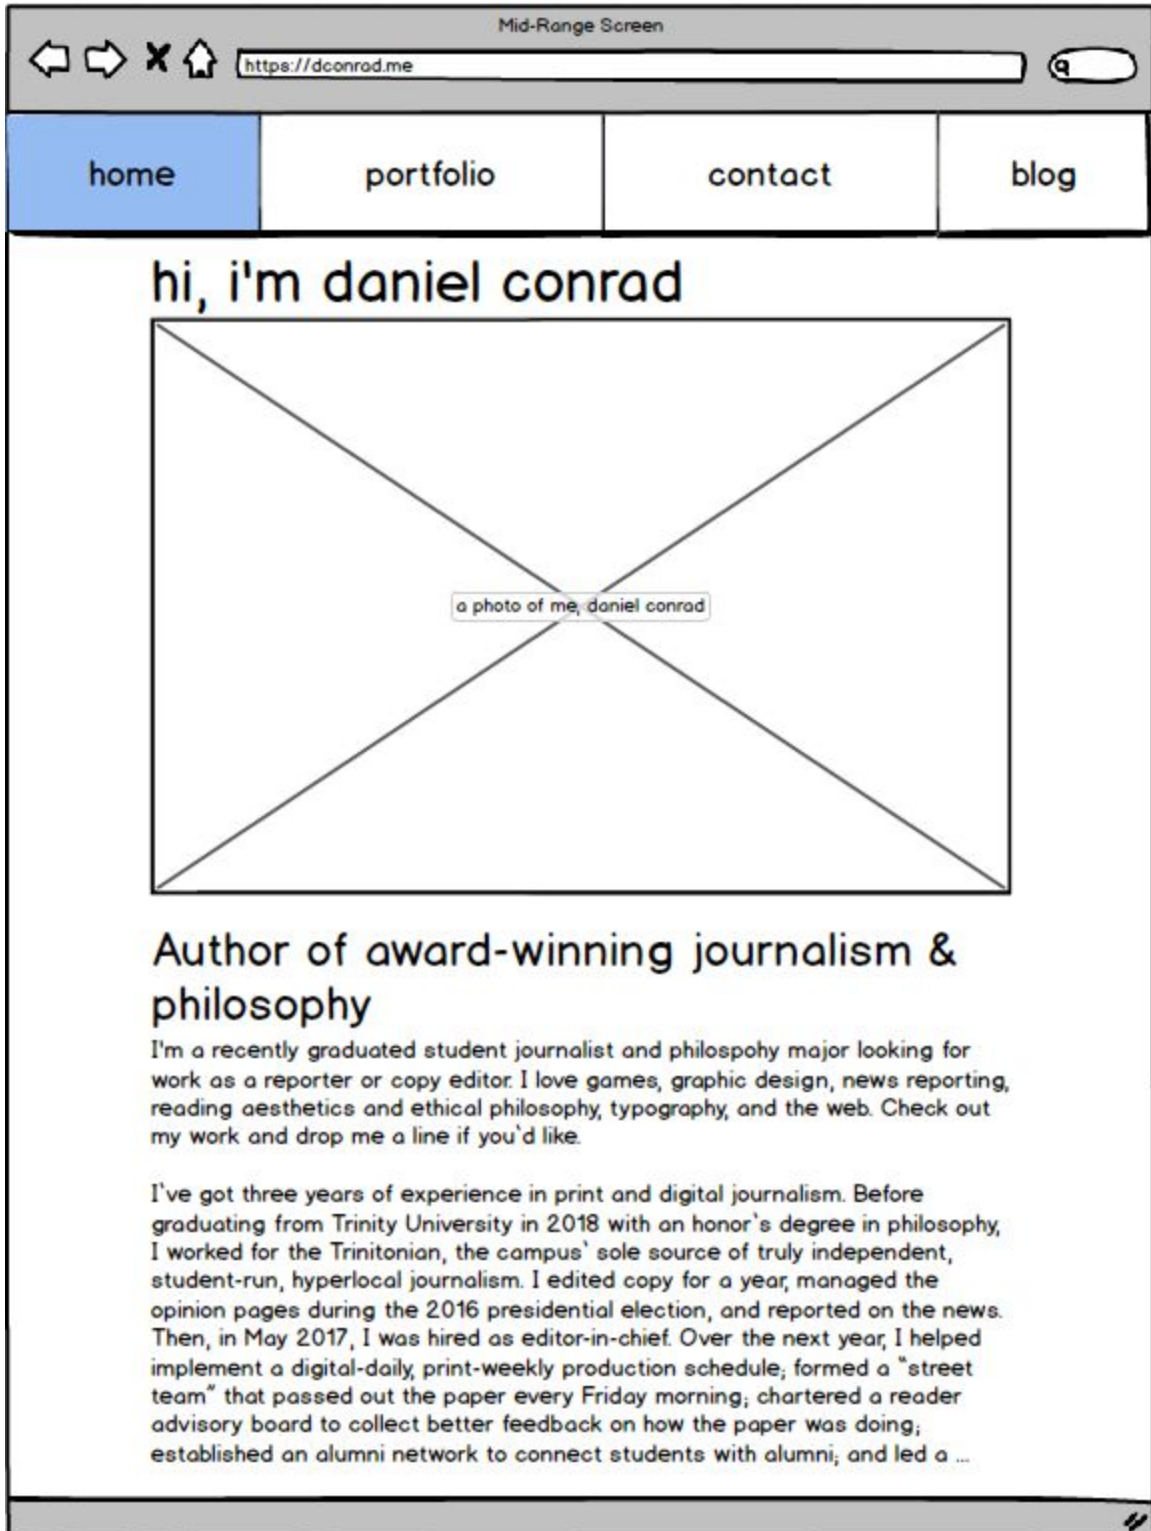 Mid-Range Screen
https://dconrad.me
home portfolio contact blog
hi, i'm daniel conrad
a photo of me, daniel conrad
Author of award-winning journalism &
philosophy
I'm a recently graduated student journalist and philospohy major looking for
work as a reporter or copy editor. I love games, graphic design, news reporting,
reading aesthetics and ethical philosophy, typography, and the web. Check out
my work and drop me a line if you`d like.
I`ve got three years of experience in print and digital journalism. Before
graduating from Trinity University in 2018 with an honor`s degree in philosophy,
I worked for the Trinitonian, the campus` sole source of truly independent,
student-run, hyperlocal journalism. I edited copy for a year, managed the
opinion pages during the 2016 presidential election, and reported on the news.
Then, in May 2017, I was hired as editor-in-chief. Over the next year, I helped
implement a digital-daily, print-weekly production schedule; formed a “street
team” that passed out the paper every Friday morning; chartered a reader
advisory board to collect better feedback on how the paper was doing;
established an alumni network to connect students with alumni; and led a ...